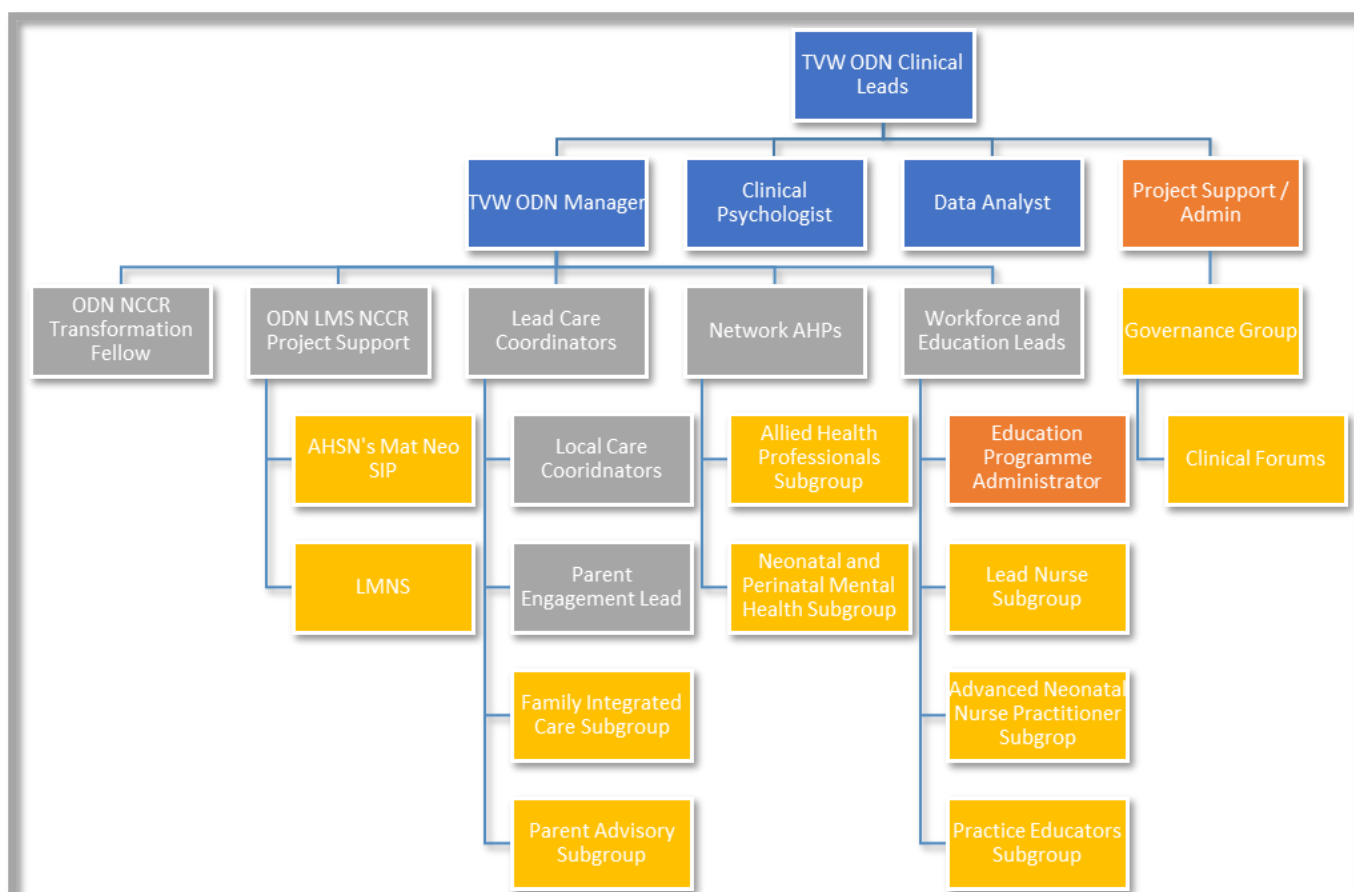 TVW ODN Clinical
Leads
TVW ODN Manager
Clinical
Psychologist
Data Analyst
Project Support /
Admin
ODN NCCR
Transformation
Fellow
ODN LMS NCCR
Project Support
Lead Care
Coordinators
Network AHPs
Workforce and
Education Leads
Governance Group
AHSN's Mat Neo
SIP
Local Care
Cooridnators
Allied Health
Professionals
Subgroup
Education
Programme
Administrator
Clinical Forums
LMNS
Parent
Engagement Lead
Neonatal and
Perinatal Mental
Health Subgroup
Lead Nurse
Subgroup
Family Integrated
Care Subgroup
Advanced Neonatal
Nurse Practitioner
Subgrop
Parent Advisory
Subgroup
Practice Educators
Subgroup